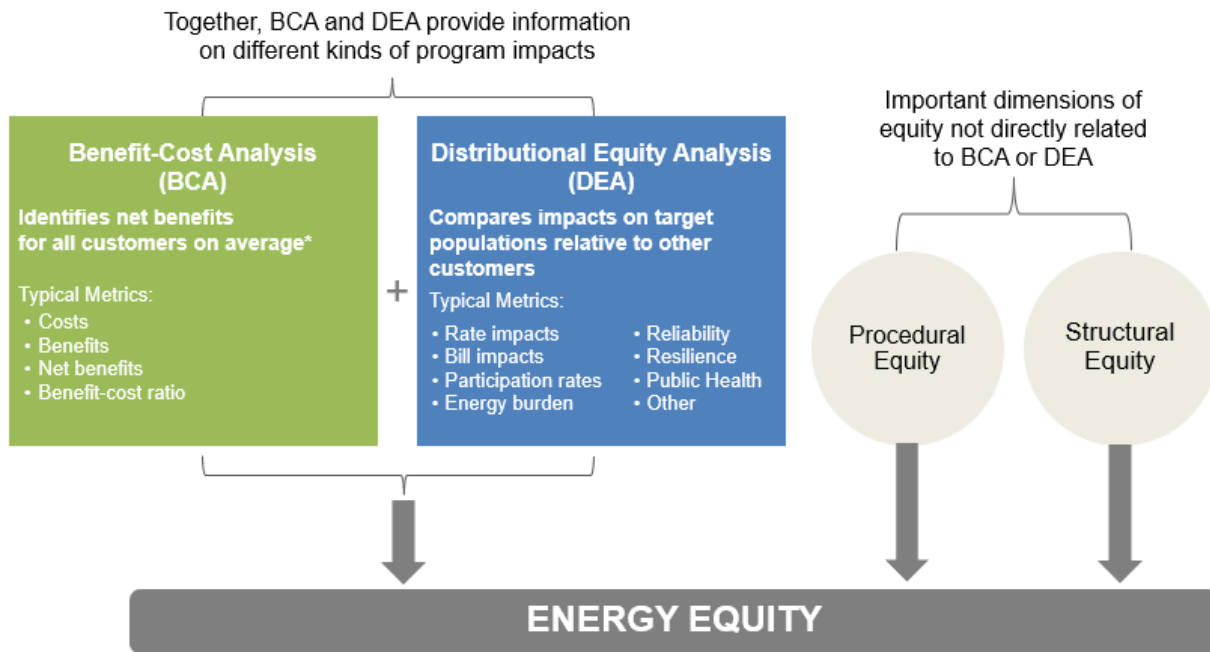 Together, BCA and DEA provide information
on different kinds of program impacts
Important dimensions of
equity not directly related
to BCA or DEA
Benefit-Cost Analysis
(BCA)
Identifies net benefits
for all customers on average*
Typical Metrics:
• Costs
• Benefits
• Net benefits
• Benefit-cost ratio
+
Distributional Equity Analysis
(DEA)
Compares impacts on target
populations relative to other
customers
Typical Metrics:
• Rate impacts
• Bill impacts
• Participation rates
• Energy burden
• Reliability
• Resilience
• Public Health
• Other
Procedural
Equity
Structural
Equity
ENERGY EQUITY